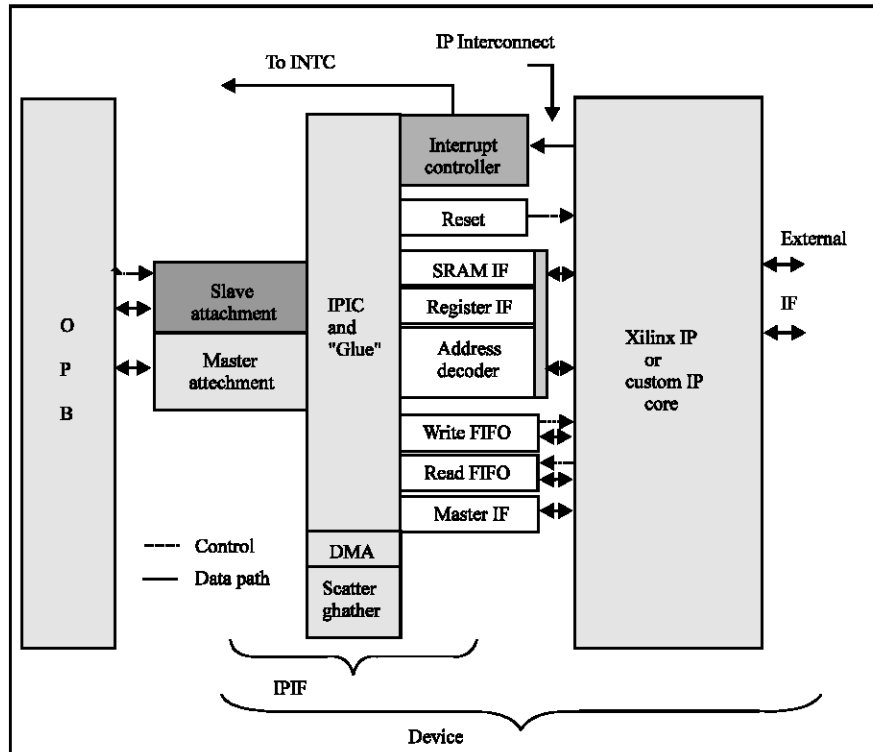 IP Interconnect
To INTC
Interrupt
controller
Reset
External
SRAM IF
Slave
attachment
IPIC
and
"Glue"
Register IF
IF
O
P
B
Master
attechment
Address
decoder
Xilinx IP
or
custom IP
core
Write FIFO
Read FIFO
Master IF
Control
Data path
DMA
Scatter
ghather
IPIF
Device